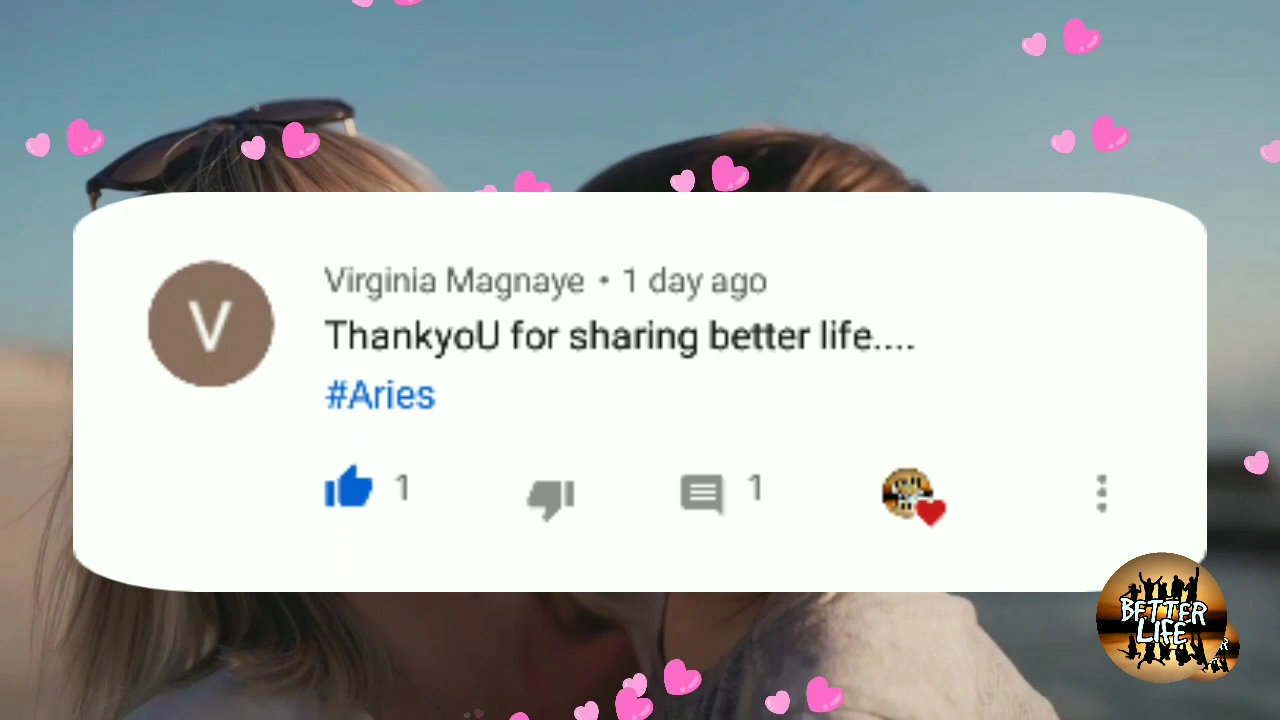 Virginia Magnaye • 1 day ago
V
ThankyoU for sharing better life....
#Aries
1
1
BETTER
LIFE